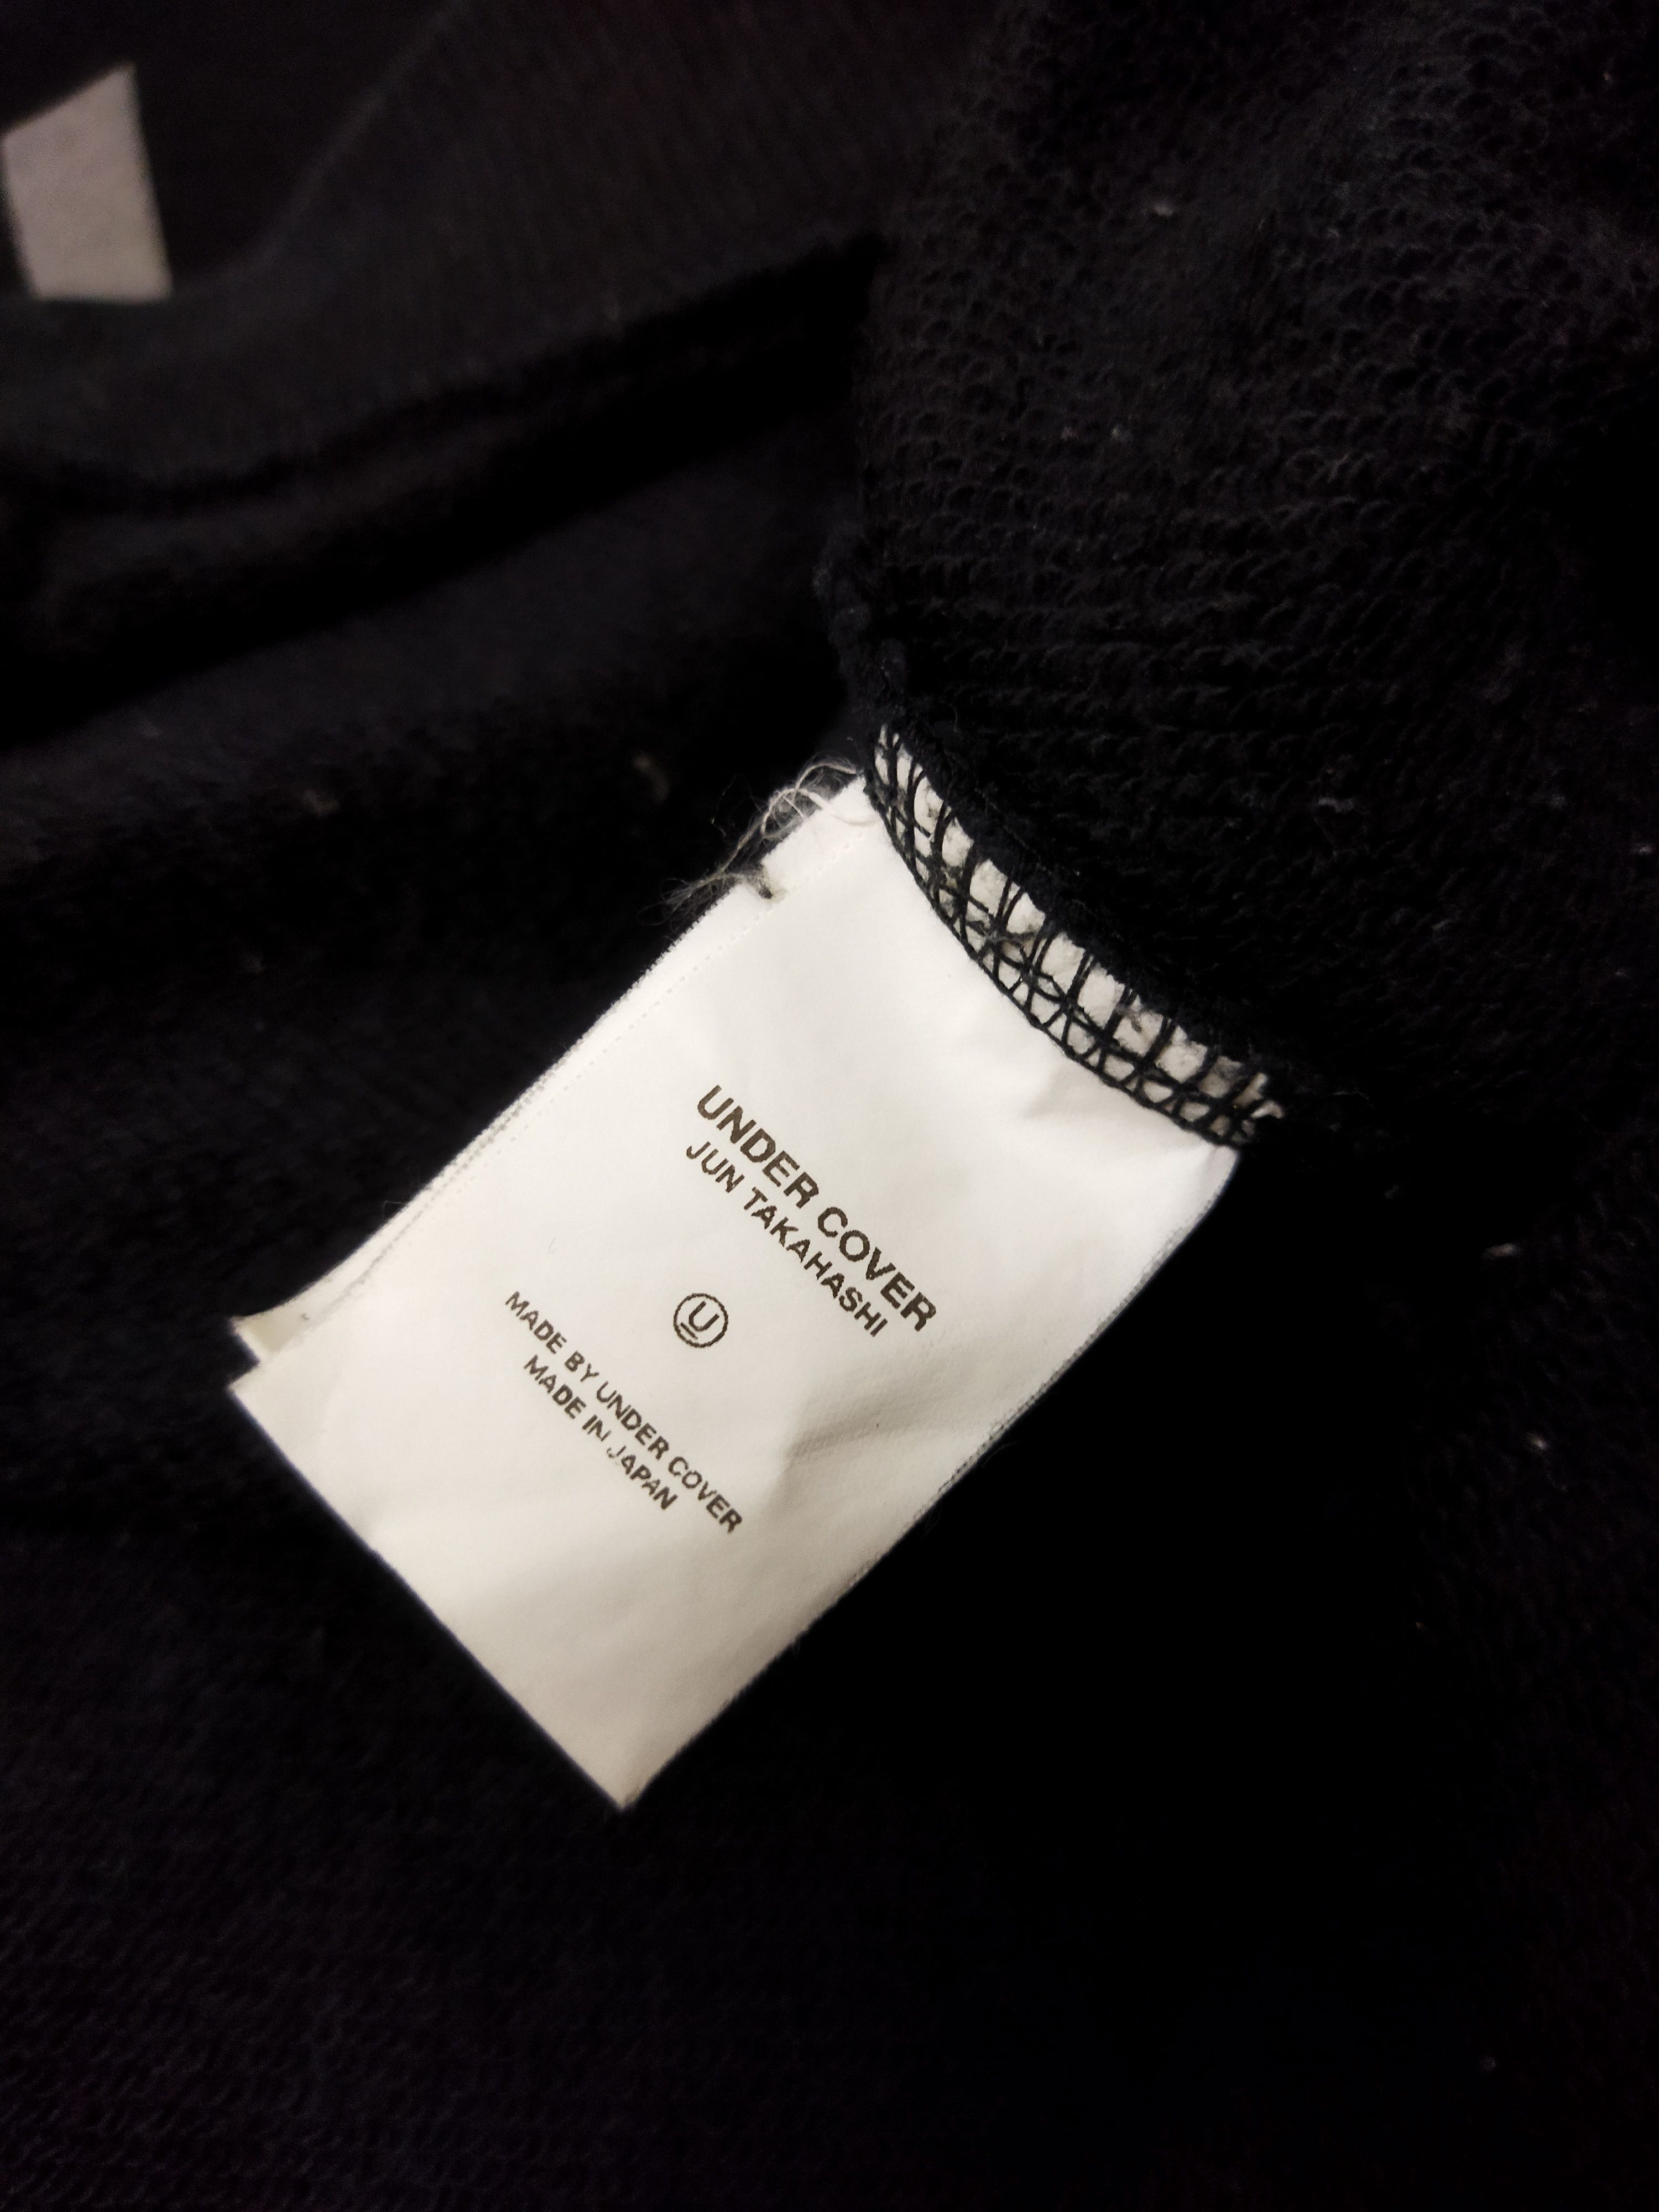 UNDER COVER
JUN TAKAHASHI
U
MADE BY UNDER COVER
MADE IN JAPAN